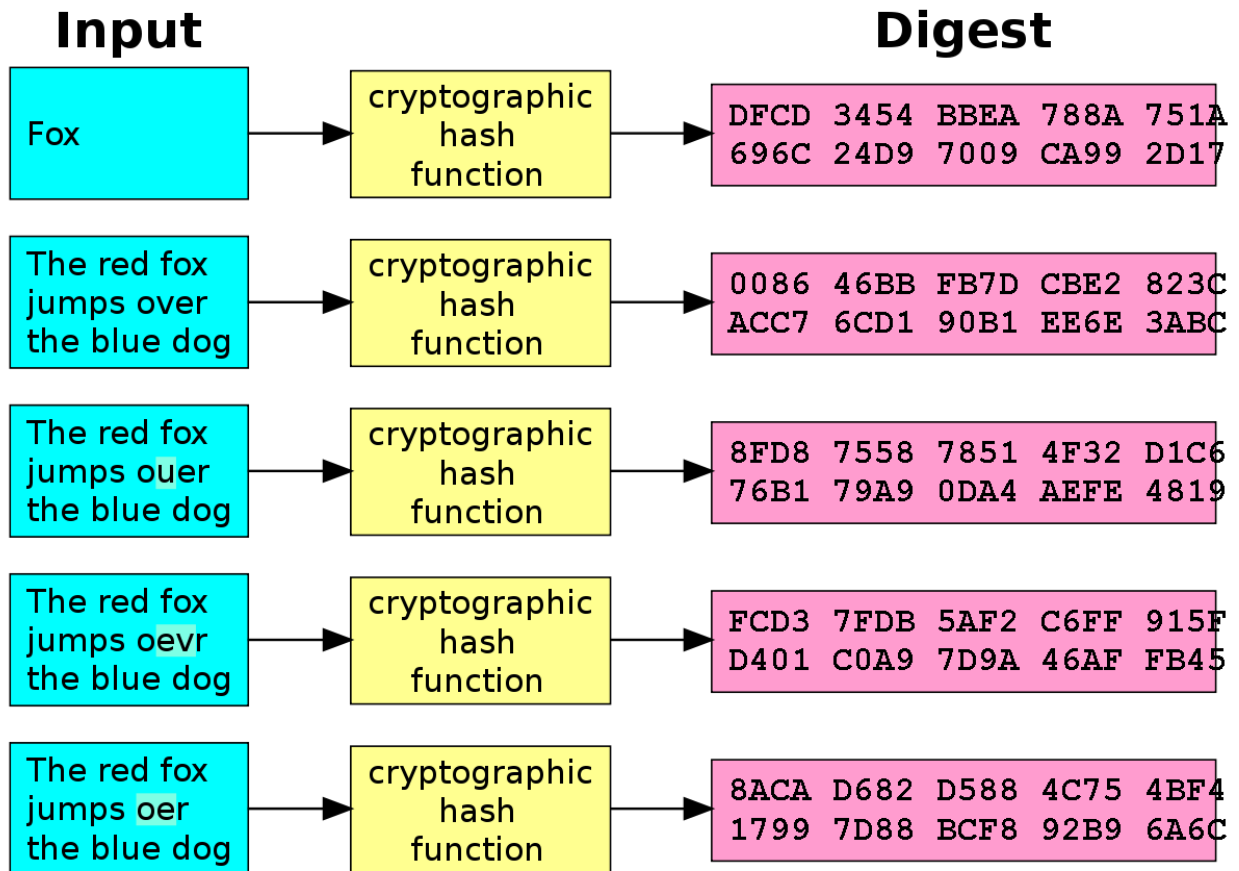 Input
Digest
Fox
cryptographic
hash
function
DFCD 3454 BBEA 788A 751A
696C 24D9 7009 CA99 2D17
The red fox
jumps over
the blue dog
cryptographic
hash
function
0086 46BB FB7D CBE2 823C
ACC7 6CD1 90B1 EE6E 3ABC
The red fox
jumps ouer
the blue dog
cryptographic
hash
function
8FD8 7558 7851 4F32 D1C6
76B1 79A9 0DA4 AEFE 4819
The red fox
jumps oevr
the blue dog
cryptographic
hash
function
FCD3 7FDB 5AF2 C6FF 915F
D401 C0A9 7D9A 46AF FB45
The red fox
jumps oer
the blue dog
cryptographic
hash
function
8ACA D682 D588 4C75 4BF4
1799 7D88 BCF8 92B9 6A6C